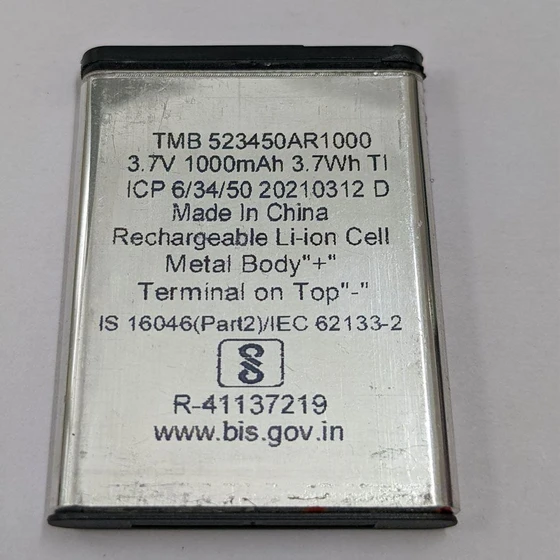 TMB 523450AR1000
3.7V 1000mAh 3.7Wh TI
ICP 6/34/50 20210312 D
Made In China
Rechargeable Li-ion Cell
Metal Body"+"
Terminal on Top"-"
IS 16046(Part2)/IEC 62133-2
R-41137219
www.bis.gov.in